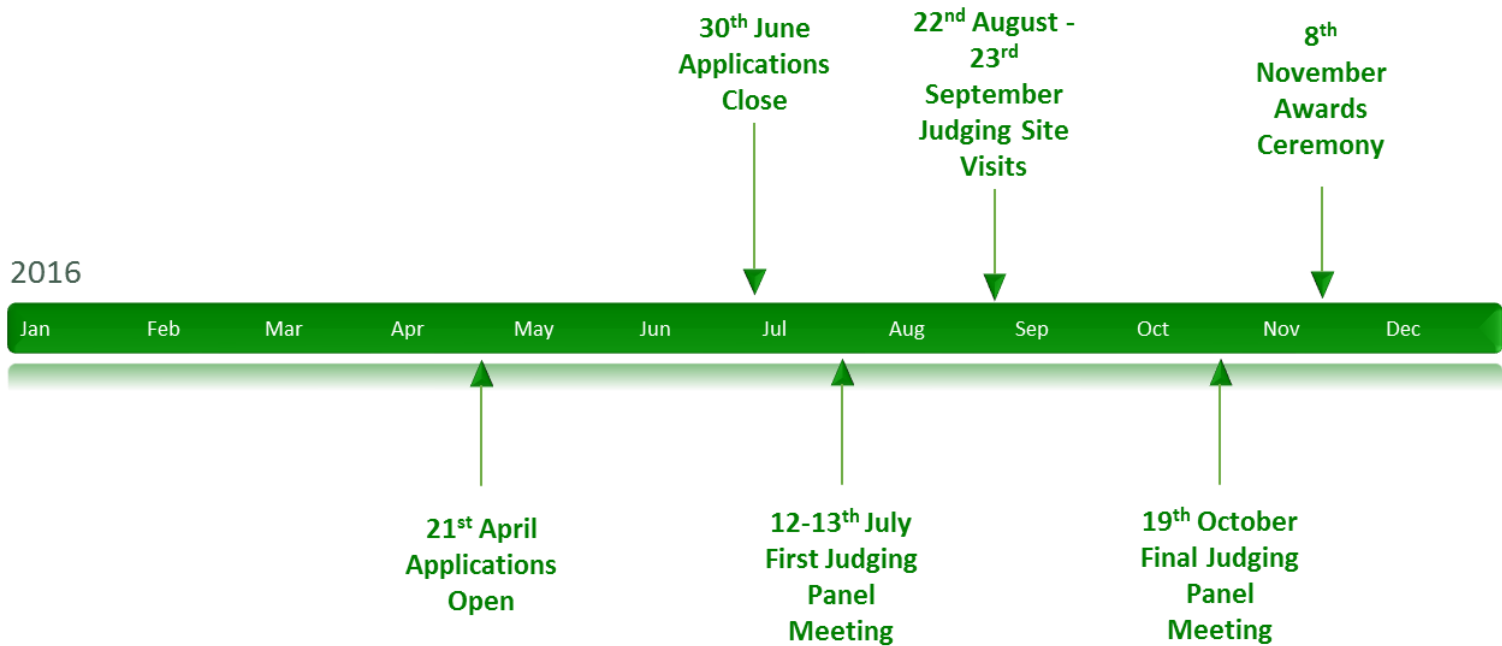 30th June
Applications
Close
22nd August -
23rd
September
Judging Site
Visits
8th
November
Awards
Ceremony
2016
Jan Feb Mar Apr May Jun Jul Aug Sep Oct Nov Dec
21st April
Applications
Open
12-13th July
First Judging
Panel
Meeting
19th October
Final Judging
Panel
Meeting